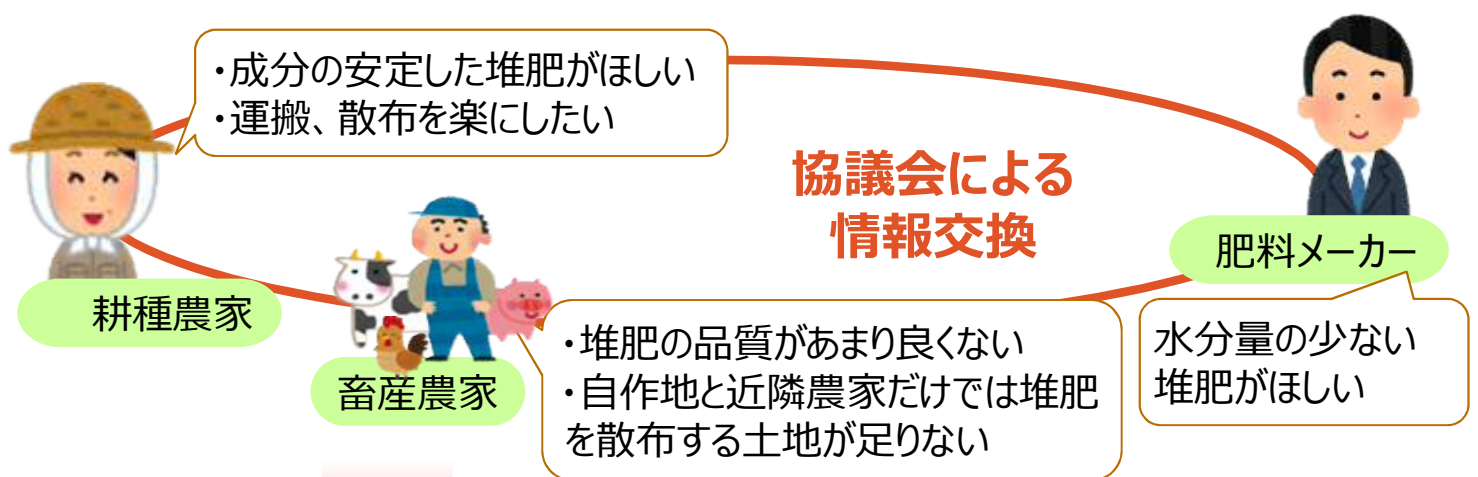 ・成分の安定した堆肥がほしい
・運搬、散布を楽にしたい
協議会による
情報交換
肥料メーカー
耕種農家
畜産農家
・堆肥の品質があまり良くない
・自作地と近隣農家だけでは堆肥
を散布する土地が足りない
水分量の少ない
堆肥がほしい